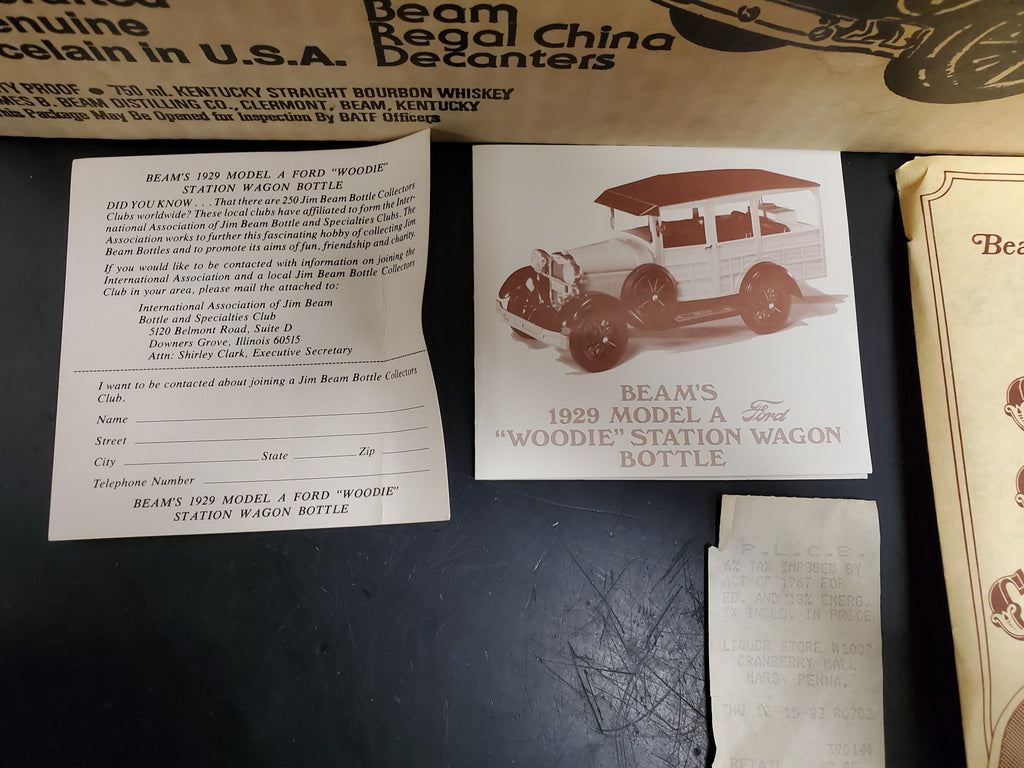 enuine
celain in U.S.A.
Beam
Regal China
Decanters
TY PROOF ● 750 ml. KENTUCKY STRAIGHT BOURBON WHISKEY
MES B. BEAM DISTILLING CO., CLERMONT, BEAM, KENTUCKY
his Package May Be Opened for Inspection By BATF Officers
BEAM'S 1929 MODEL A FORD "WOODIE"
STATION WAGON BOTTLE
DID YOU KNOW . . . That there are 250 Jim Beam Bottle Collectors
Clubs worldwide? These local clubs have affiliated to form the Inter-
national Association of Jim Beam Bottle and Specialties Clubs. The
Association works to further this fascinating hobby of collecting Jim
Beam Bottles and to promote its aims of fun, friendship and charity.
If you would like to be contacted with information on joining the
International Association and a local Jim Beam Bottle Collectors
Club in your area, please mail the attached to:
International Association of Jim Beam
Bottle and Specialties Club
5120 Belmont Road, Suite D
Downers Grove, Illinois 60515
Attn: Shirley Clark, Executive Secretary
I want to be contacted about joining a Jim Beam Bottle Collectors
Club.
Name
Street
City State Zip
Telephone Number
BEAM'S 1929 MODEL A FORD "WOODIE"
STATION WAGON BOTTLE
BEAM'S
1929 MODEL A Ford
"WOODIE" STATION WAGON
BOTTLE
P.L.C.B.
6% TAX IMPOSED BY
ACT OF 1967 FOR
ED. AND 18% EMERG.
TX INCLD. IN PRICE
LIQUOR STORE #1007
CRANBERRY MALL.
MARS, PENNA.
12-15-83
RETAIL
Bea